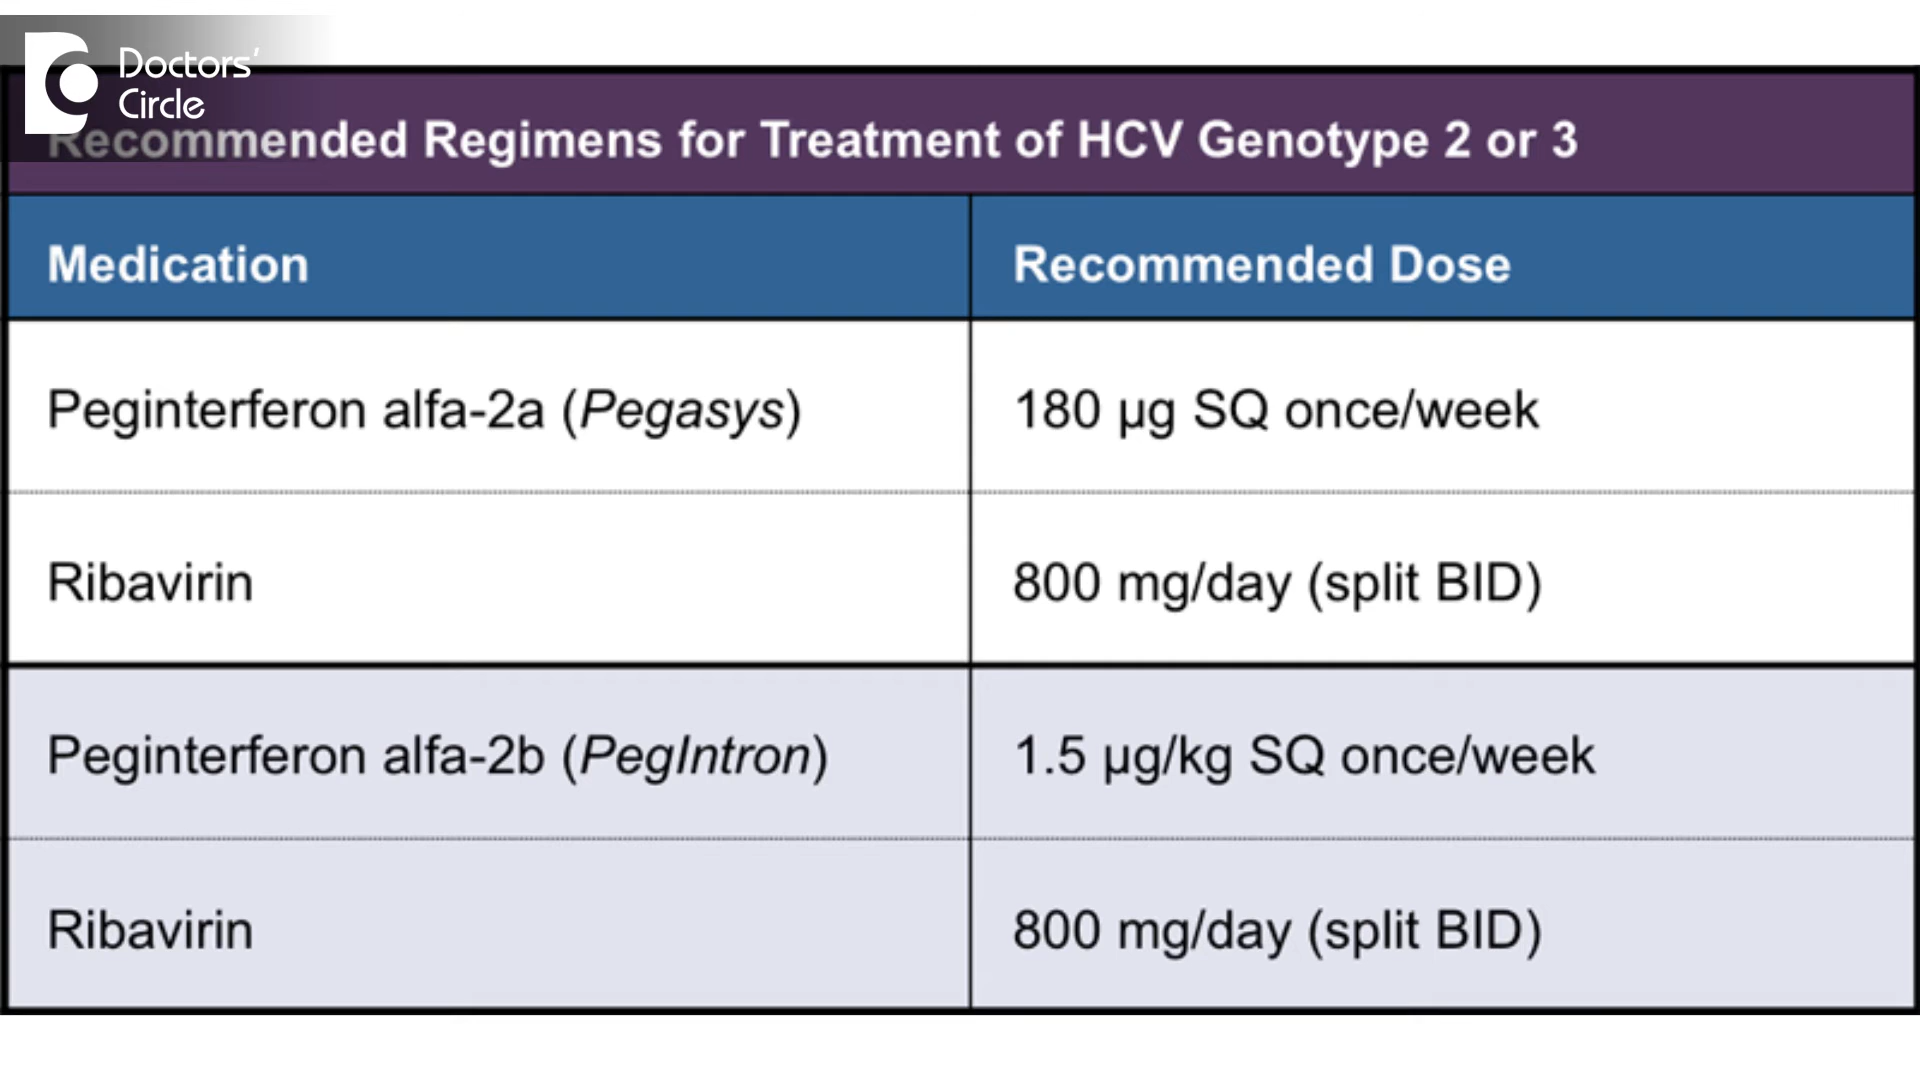 Doctors'
Circle
Recommended Regimens for Treatment of HCV Genotype 2 or 3
Medication
Recommended Dose
Peginterferon alfa-2a (Pegasys)
180 µg SQ once/week
Ribavirin
800 mg/day (split BID)
Peginterferon alfa-2b (PegIntron)
1.5 µg/kg SQ once/week
Ribavirin
800 mg/day (split BID)